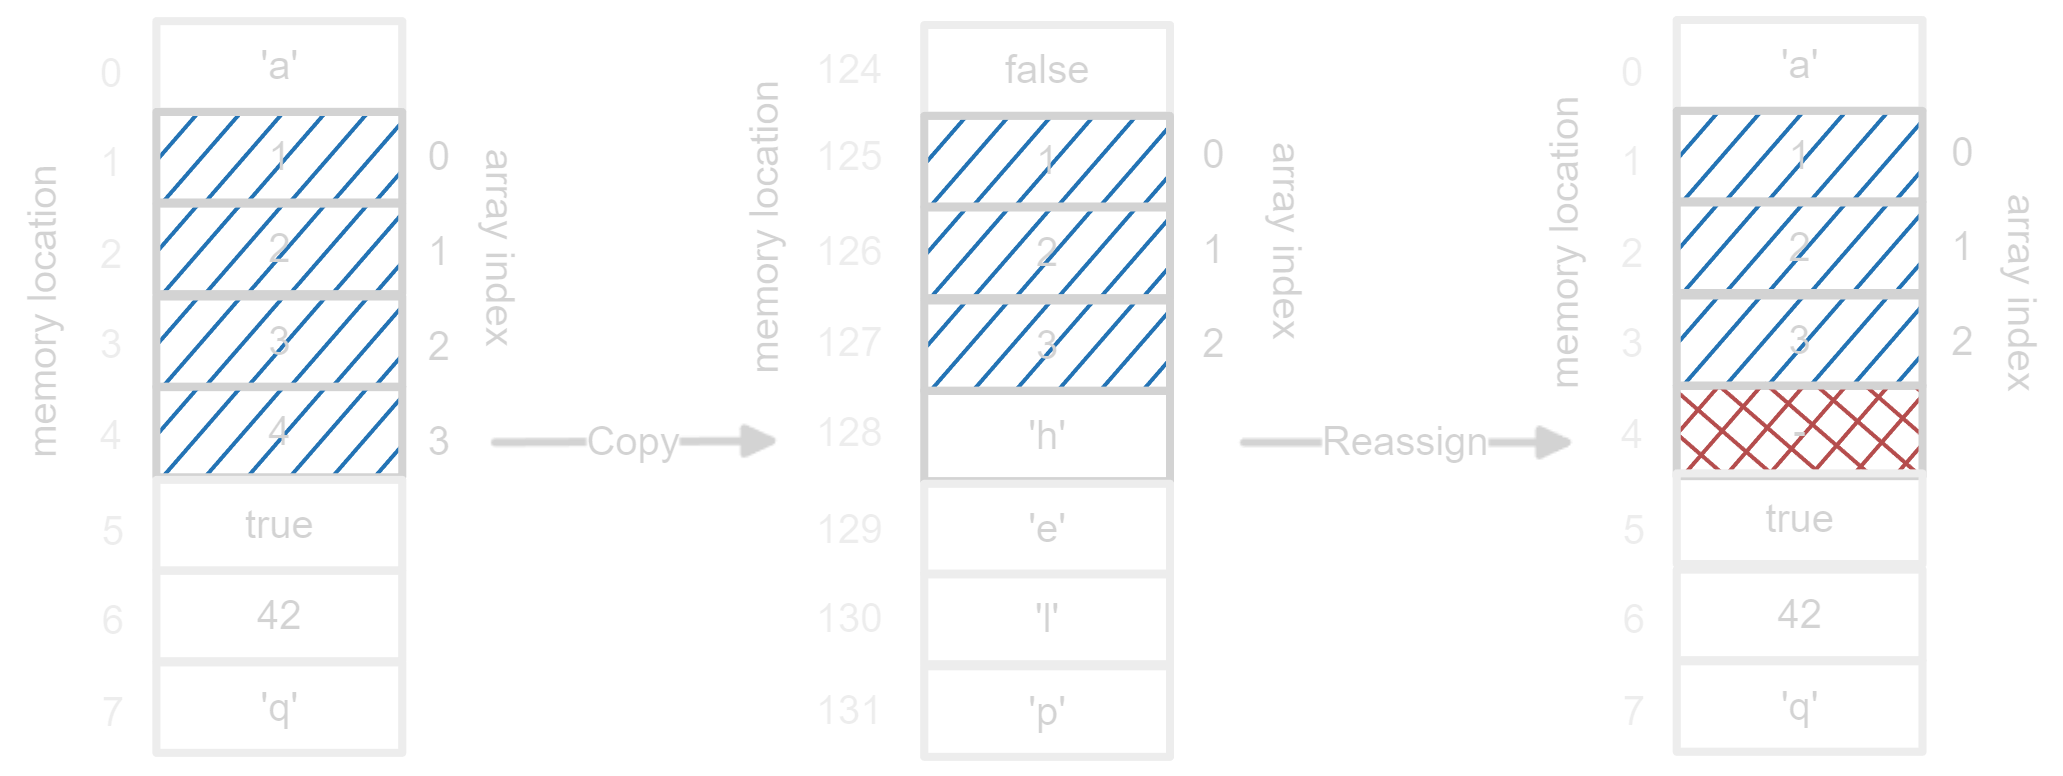 memory location
0
'a'
1
1
0
2
2
1
3
3
2
4
4
3
5
true
6
42
7
'q'
array index
Copy
memory location
124
false
125
1
0
126
2
1
127
3
2
128
'h'
129
'e'
130
'l'
131
'p'
array index
Reassign
memory location
0
'a'
1
1
0
2
2
1
3
3
2
4
-
5
true
6
42
7
'q'
array index